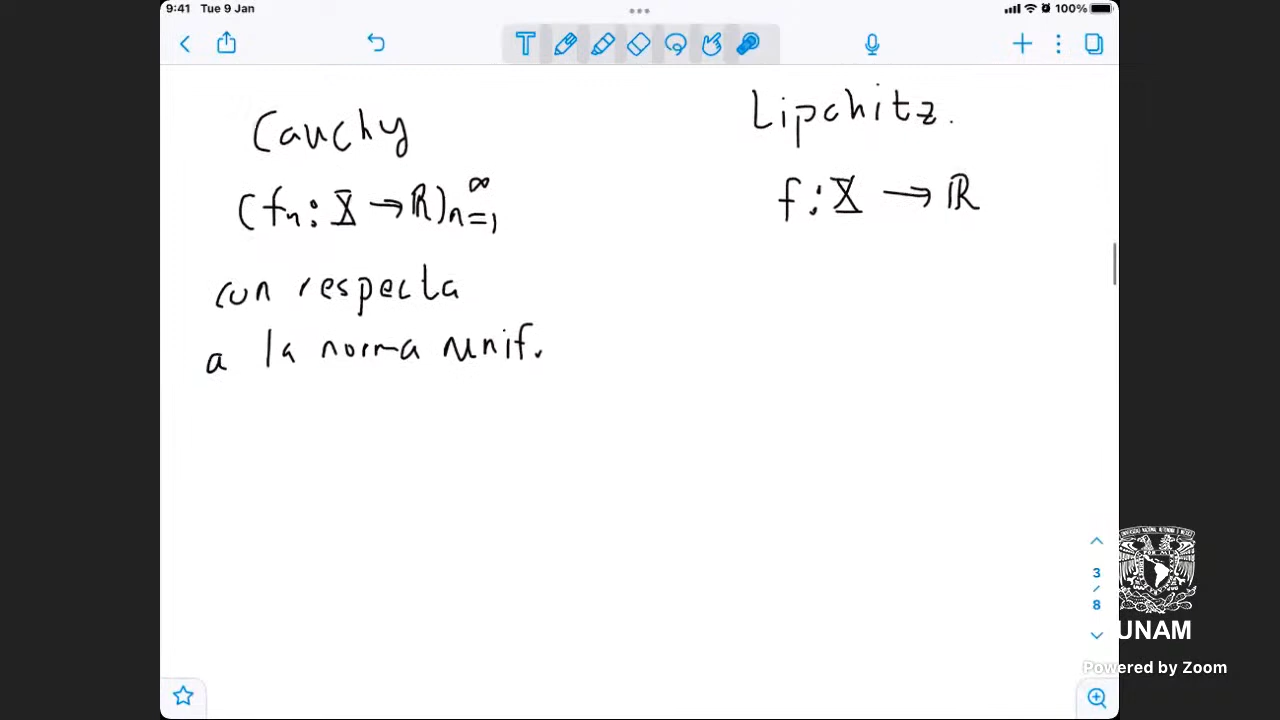 9:41 Tue 9 Jan
100%
T
Cauchy
(fₙ: X → ℝ)ₙ₌₁^∞
con respecta
a la norma unif.
Lipchitz.
f: X → ℝ
3
8
UNAM
Powered by Zoom